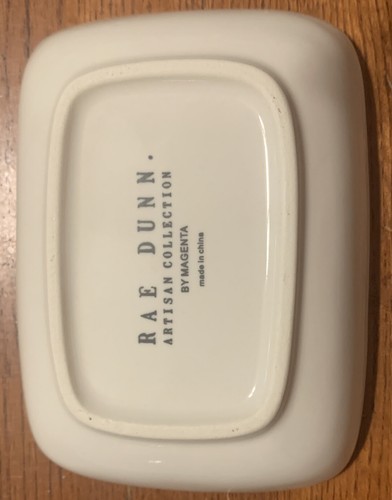 RAE DUNN.
ARTISAN COLLECTION
BY MAGENTA
made in china